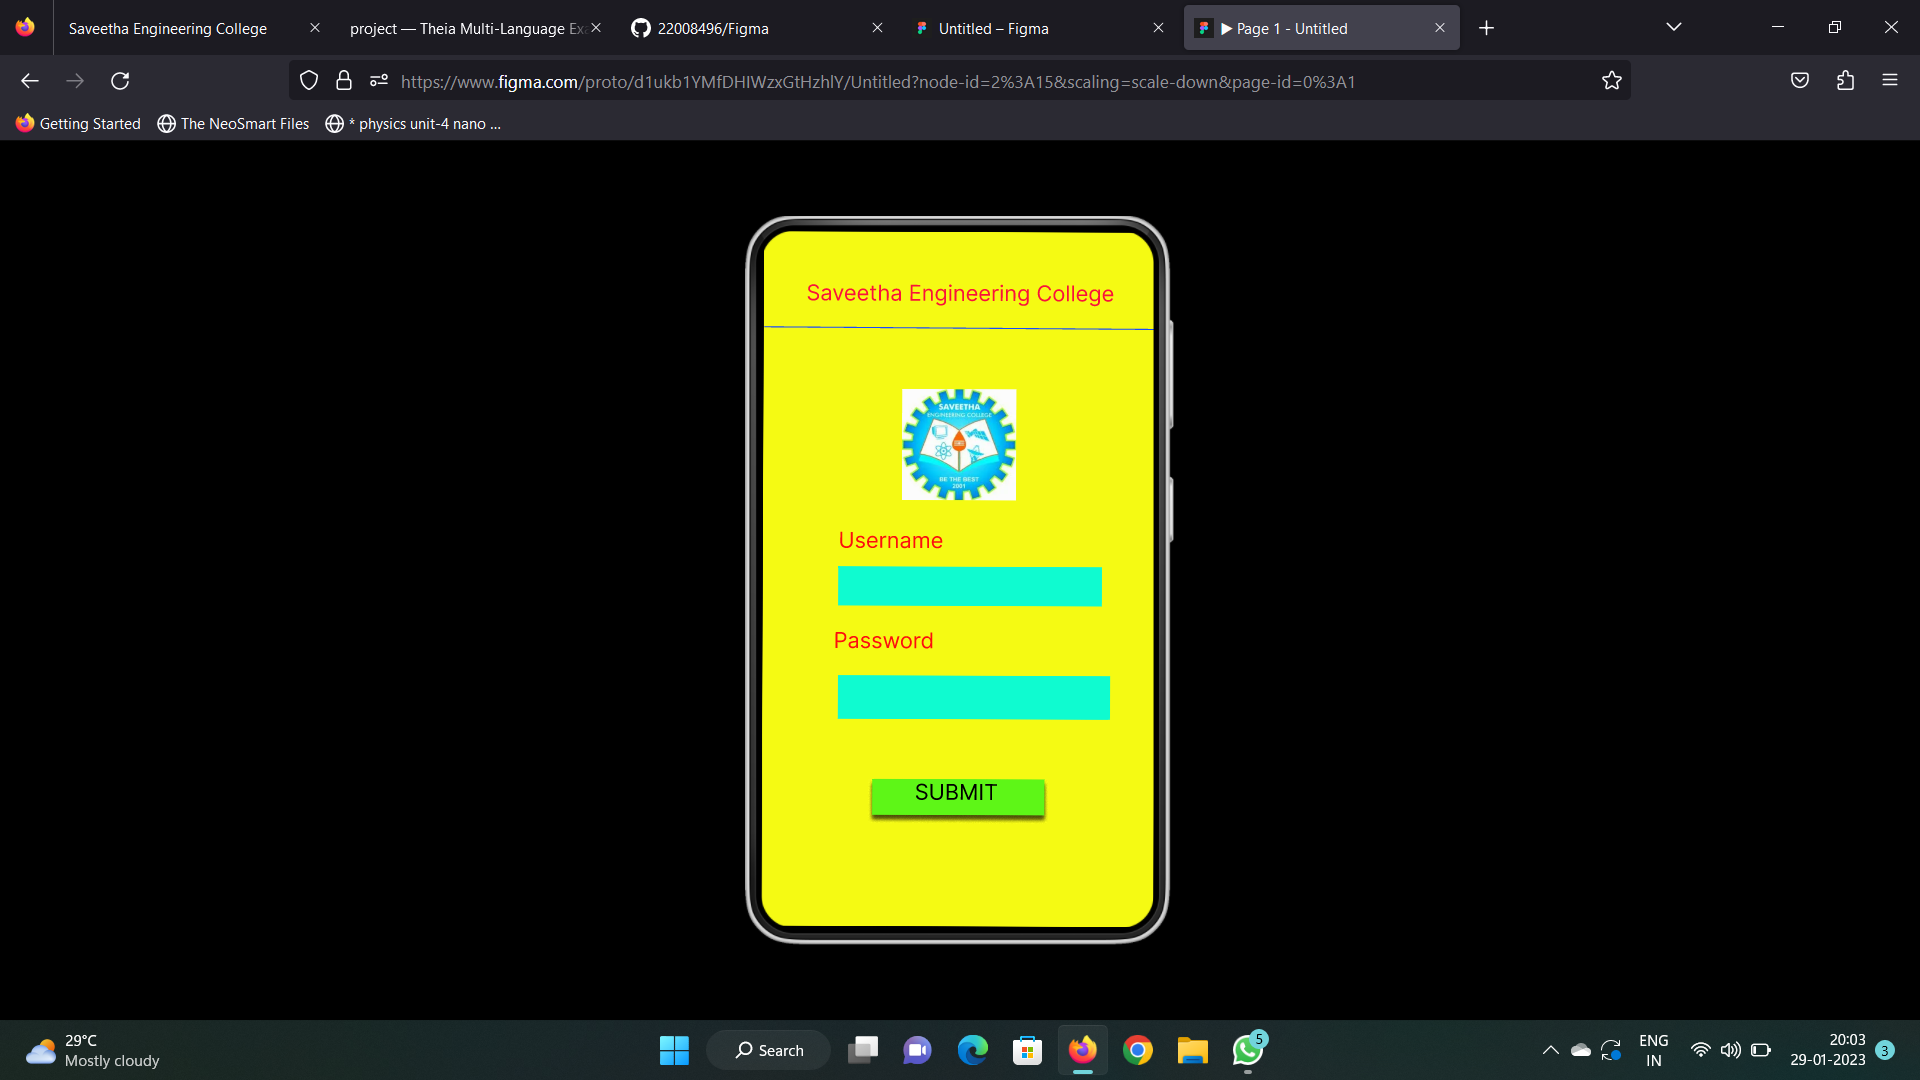 Saveetha Engineering College
project — Theia Multi-Language Ex
22008496/Figma
Untitled – Figma
Page 1 - Untitled
https://www.figma.com/proto/d1ukb1YMfDHIWzxGtHzhlY/Untitled?node-id=2%3A15&scaling=scale-down&page-id=0%3A1
Getting Started
The NeoSmart Files
* physics unit-4 nano ...
Saveetha Engineering College
SAVEETHA
ENGINEERING COLLEGE
BE THE BEST
2001
Username
Password
SUBMIT
29°C
Mostly cloudy
Search
5
ENG
IN
20:03
29-01-2023
3